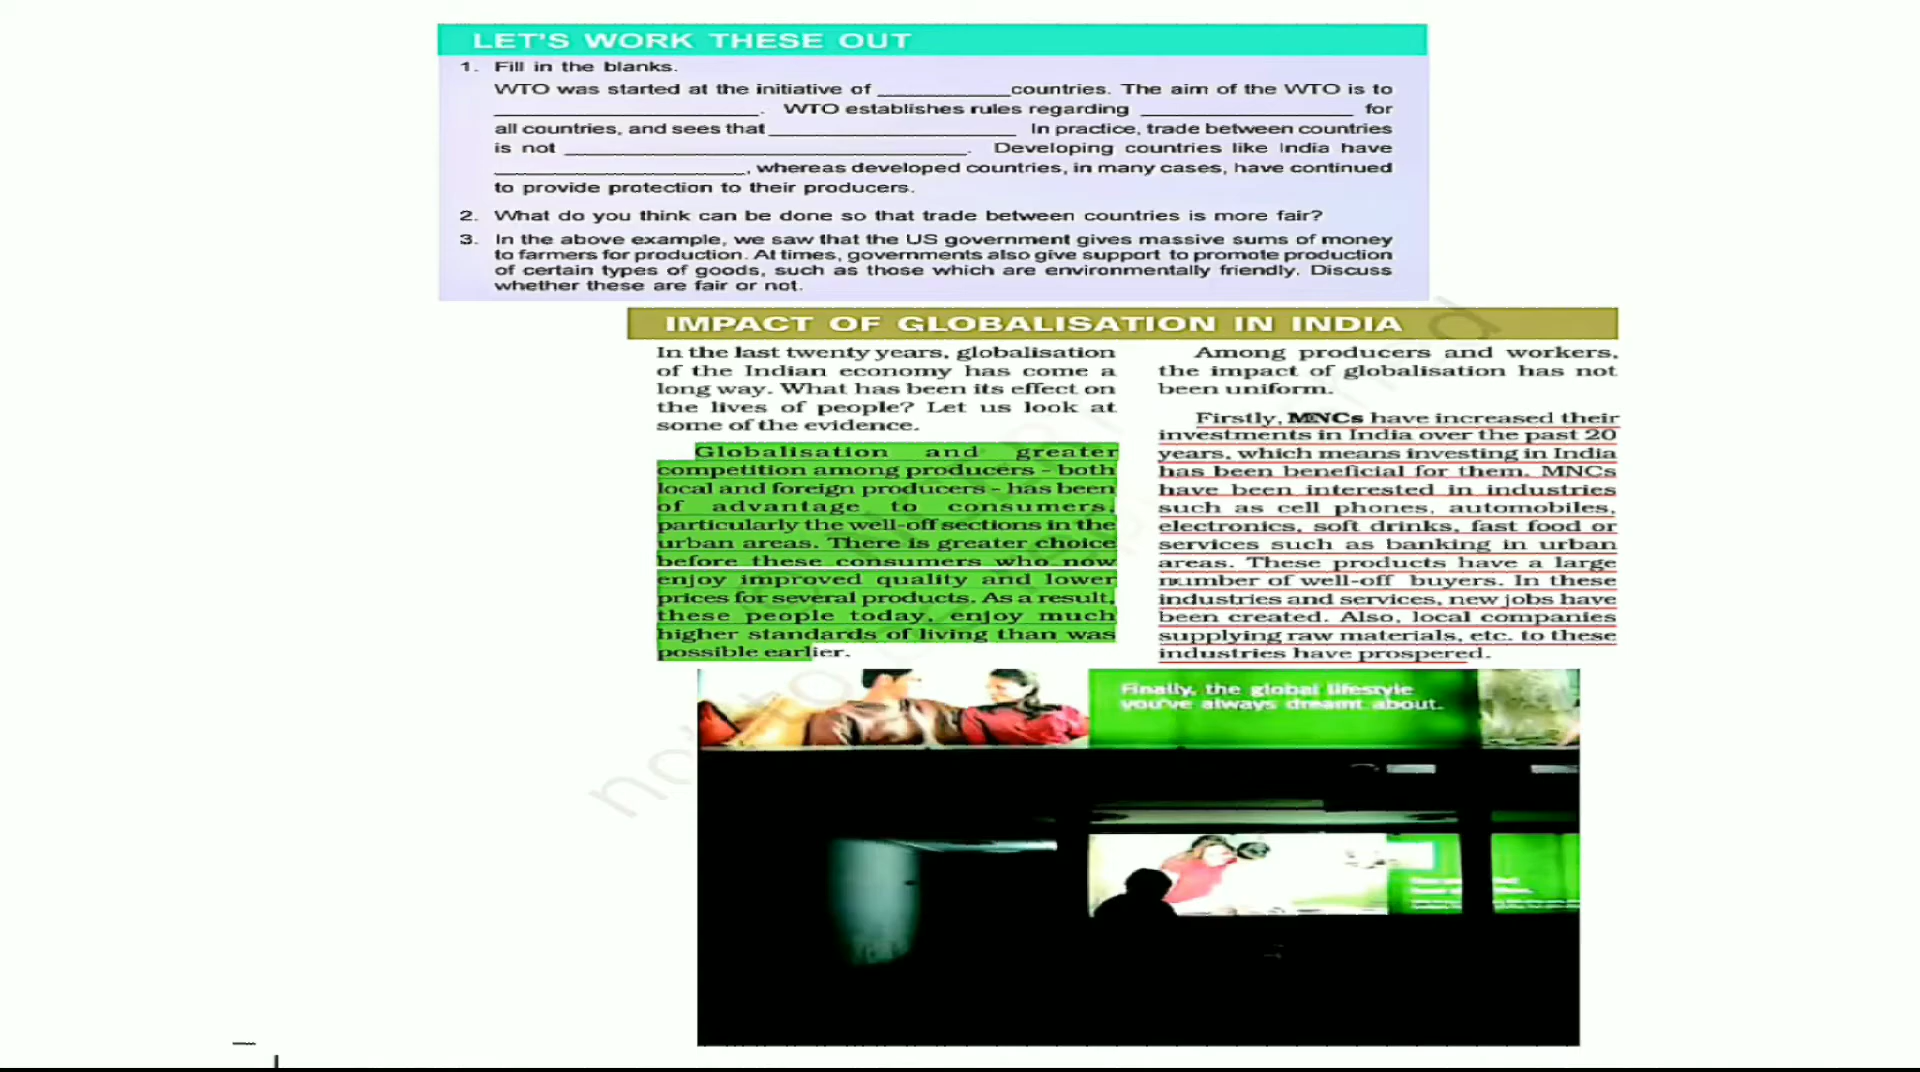 LET'S WORK THESE OUT
1. Fill in the blanks.
WTO was started at the initiative of __________countries. The aim of the WTO is to
____________________. WTO establishes rules regarding ________________ for
all countries, and sees that ___________________ In practice, trade between countries
is not _______________________________. Developing countries like India have
___________________, whereas developed countries, in many cases, have continued
to provide protection to their producers.
2. What do you think can be done so that trade between countries is more fair?
3. In the above example, we saw that the US government gives massive sums of money
to farmers for production. At times, governments also give support to promote production
of certain types of goods, such as those which are environmentally friendly. Discuss
whether these are fair or not.
IMPACT OF GLOBALISATION IN INDIA
In the last twenty years, globalisation
of the Indian economy has come a
long way. What has been its effect on
the lives of people? Let us look at
some of the evidence.
Globalisation and greater
competition among producers - both
local and foreign producers - has been
of advantage to consumers,
particularly the well-off sections in the
urban areas. There is greater choice
before these consumers who now
enjoy improved quality and lower
prices for several products. As a result,
these people today, enjoy much
higher standards of living than was
possible earlier.
Among producers and workers,
the impact of globalisation has not
been uniform.
Firstly, MNCs have increased their
investments in India over the past 20
years, which means investing in India
has been beneficial for them. MNCs
have been interested in industries
such as cell phones, automobiles,
electronics, soft drinks, fast food or
services such as banking in urban
areas. These products have a large
number of well-off buyers. In these
industries and services, new jobs have
been created. Also, local companies
supplying raw materials, etc. to these
industries have prospered.
Finally, the global lifestyle
you've always dreamt about.